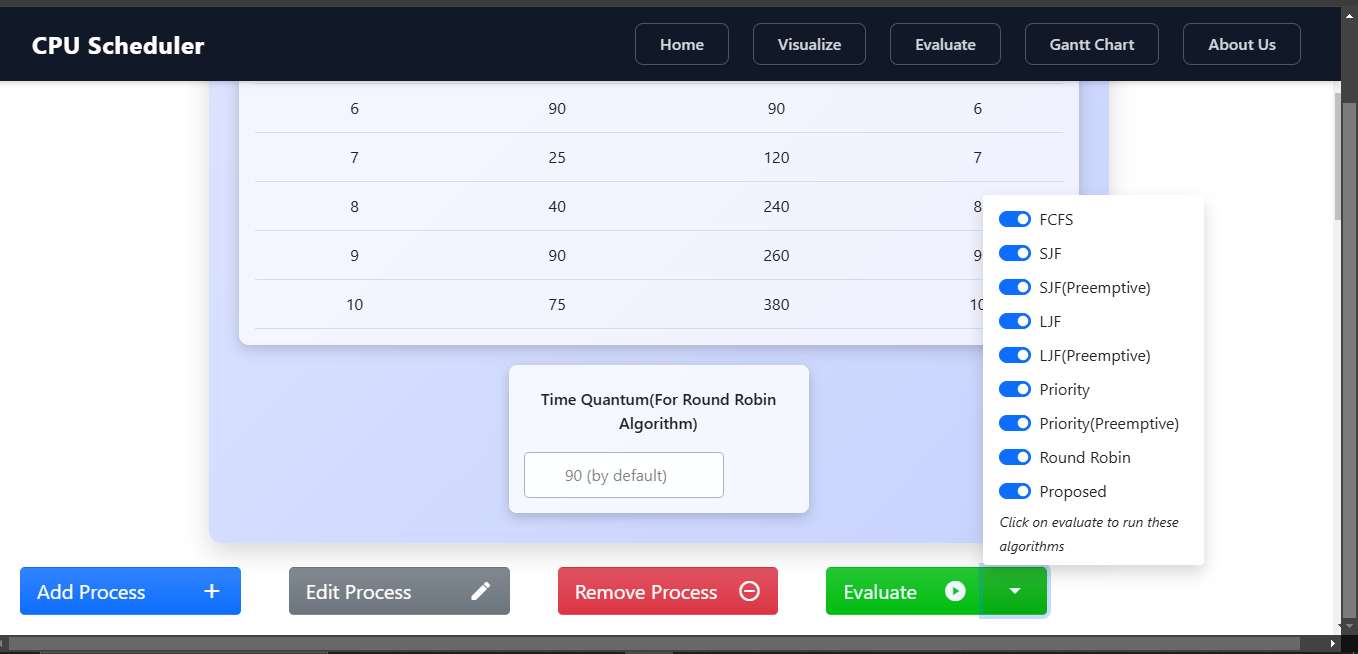 CPU Scheduler
Home
Visualize
Evaluate
Gantt Chart
About Us
6 90 90 6
7 25 120 7
8 40 240 8
9 90 260 9
10 75 380 10
Time Quantum(For Round Robin
Algorithm)
90 (by default)
FCFS
SJF
SJF(Preemptive)
LJF
LJF(Preemptive)
Priority
Priority(Preemptive)
Round Robin
Proposed
Click on evaluate to run these
algorithms
Add Process
Edit Process
Remove Process
Evaluate